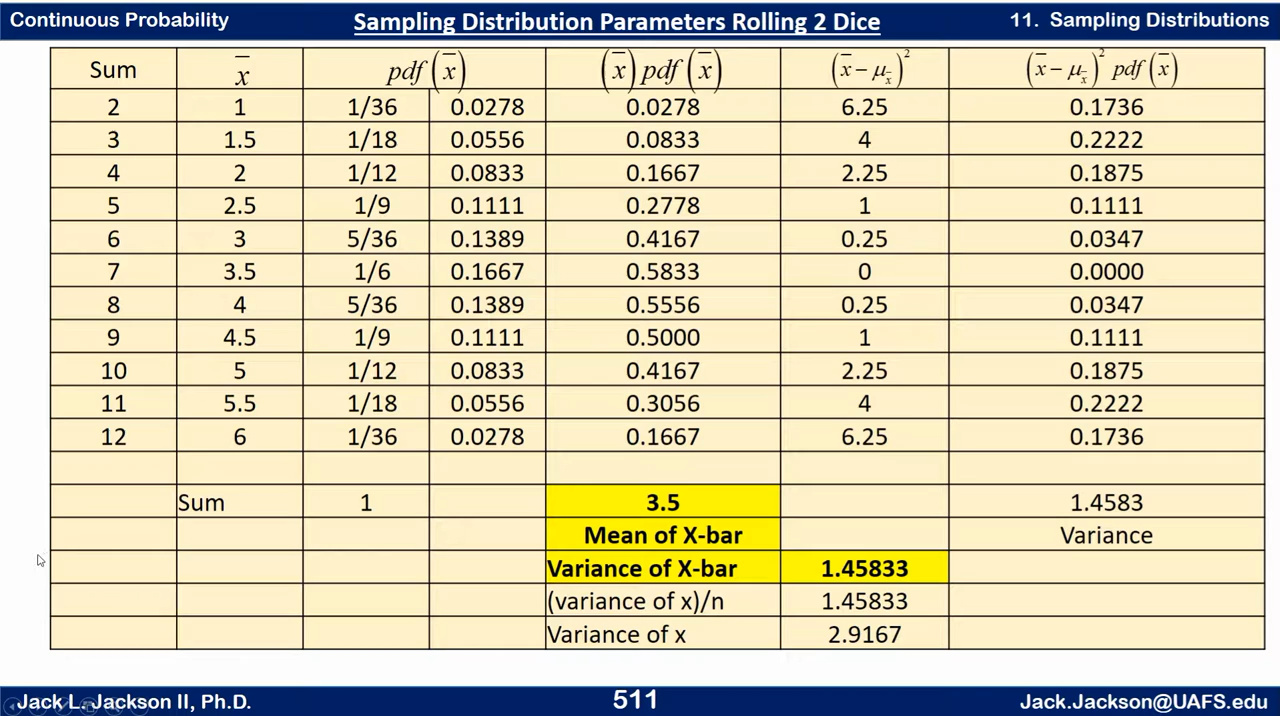 Continuous Probability Sampling Distribution Parameters Rolling 2 Dice 11. Sampling Distributions
Sum x̄ pdf (x̄) (x̄) pdf (x̄) (x̄ − μ_x̄)² (x̄ − μ_x̄)² pdf (x̄)
2 1 1/36 0.0278 0.0278 6.25 0.1736
3 1.5 1/18 0.0556 0.0833 4 0.2222
4 2 1/12 0.0833 0.1667 2.25 0.1875
5 2.5 1/9 0.1111 0.2778 1 0.1111
6 3 5/36 0.1389 0.4167 0.25 0.0347
7 3.5 1/6 0.1667 0.5833 0 0.0000
8 4 5/36 0.1389 0.5556 0.25 0.0347
9 4.5 1/9 0.1111 0.5000 1 0.1111
10 5 1/12 0.0833 0.4167 2.25 0.1875
11 5.5 1/18 0.0556 0.3056 4 0.2222
12 6 1/36 0.0278 0.1667 6.25 0.1736
Sum 1 3.5 1.4583
Mean of X-bar Variance
Variance of X-bar 1.45833
(variance of x)/n 1.45833
Variance of x 2.9167
Jack L. Jackson II, Ph.D. 511 Jack.Jackson@UAFS.edu